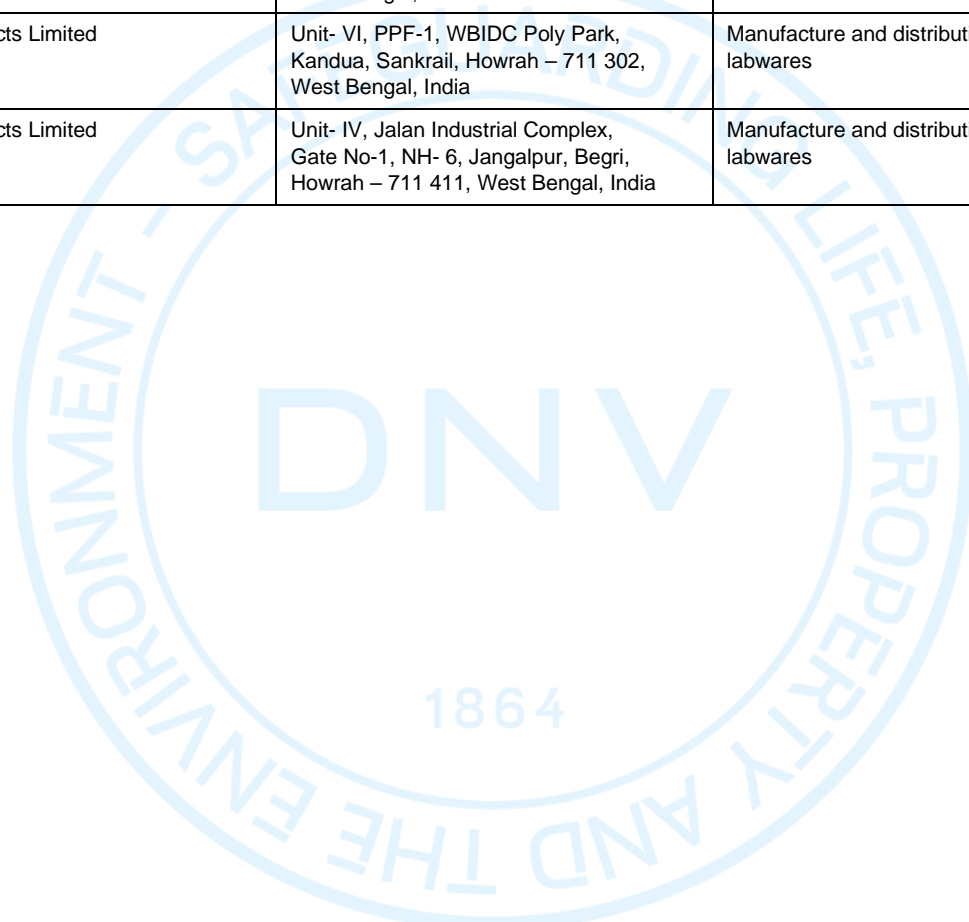 cts Limited
Unit- VI, PPF-1, WBIDC Poly Park,
Kandua, Sankrail, Howrah – 711 302,
West Bengal, India
Manufacture and distributi
labwares
cts Limited
Unit- IV, Jalan Industrial Complex,
Gate No-1, NH- 6, Jangalpur, Begri,
Howrah – 711 411, West Bengal, India
Manufacture and distributi
labwares
SAFEGUARDING LIFE, PROPERTY AND THE ENVIRONMENT –
DNV
1864